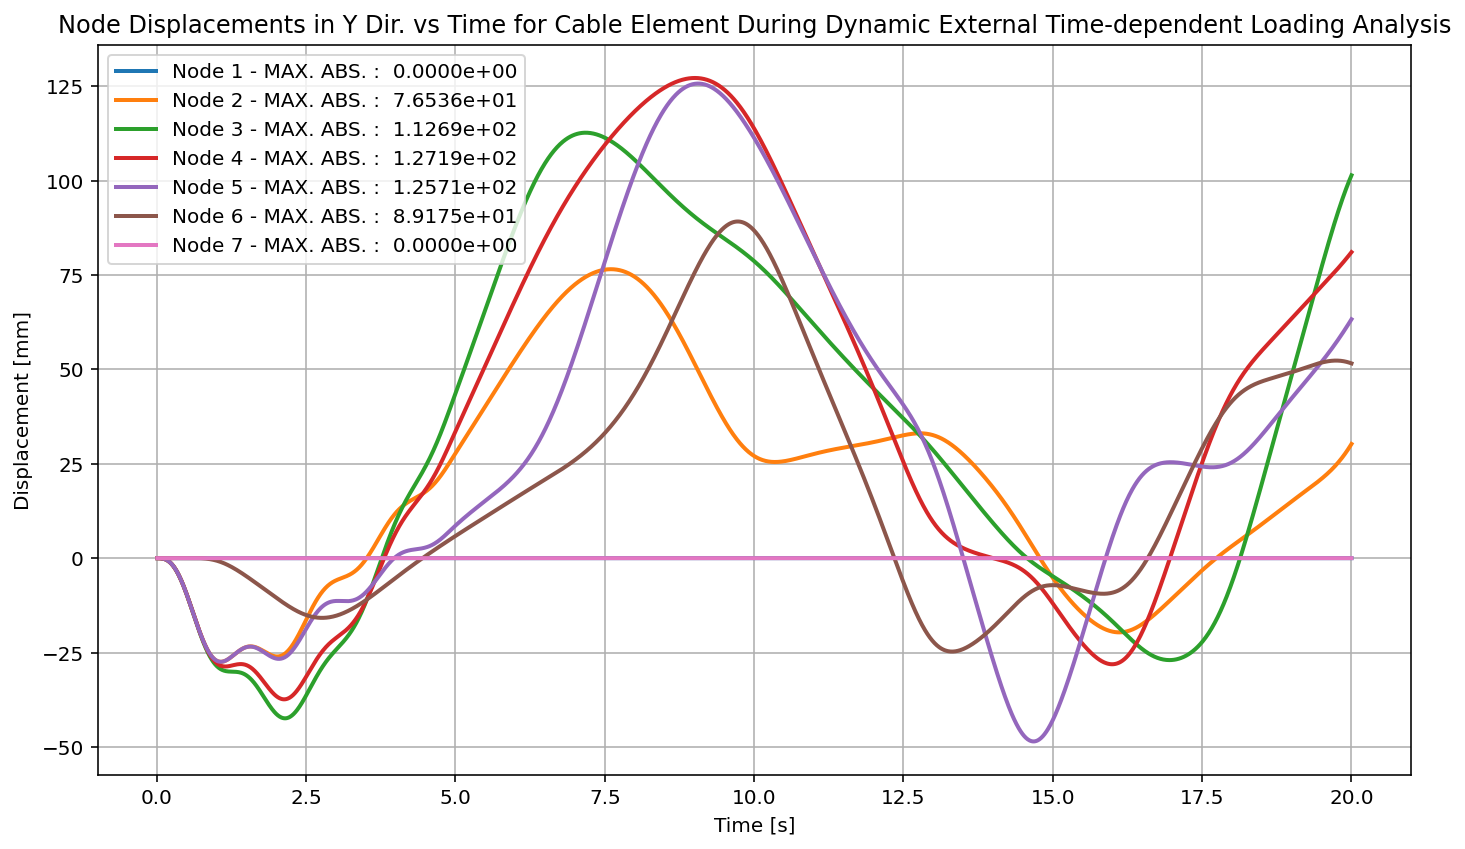 Node Displacements in Y Dir. vs Time for Cable Element During Dynamic External Time-dependent Loading Analysis
Node 1 - MAX. ABS. :  0.0000e+00
Node 2 - MAX. ABS. :  7.6536e+01
Node 3 - MAX. ABS. :  1.1269e+02
Node 4 - MAX. ABS. :  1.2719e+02
Node 5 - MAX. ABS. :  1.2571e+02
Node 6 - MAX. ABS. :  8.9175e+01
Node 7 - MAX. ABS. :  0.0000e+00
Displacement [mm]
125
100
75
50
25
0
−25
−50
0.0 2.5 5.0 7.5 10.0 12.5 15.0 17.5 20.0
Time [s]